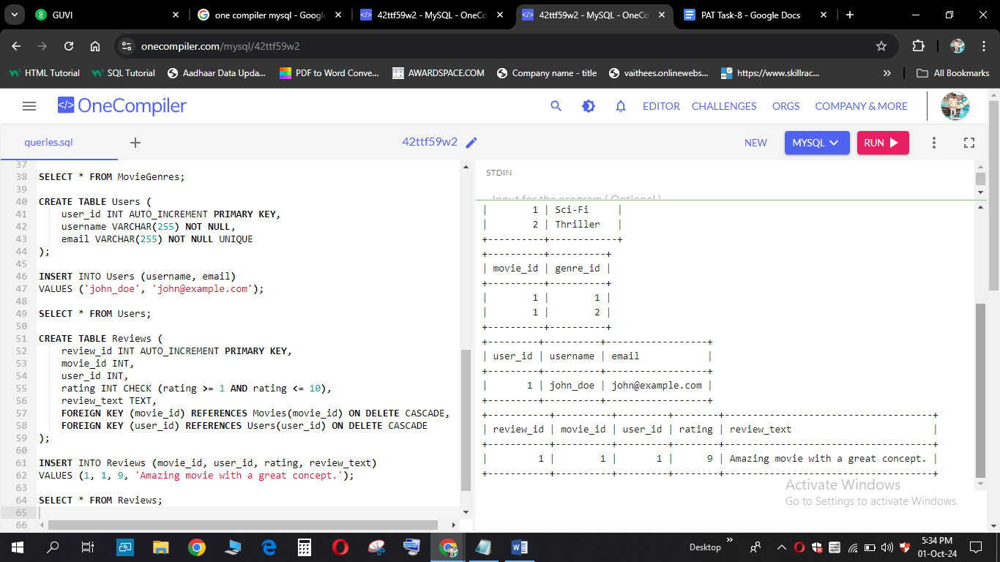 GUVI
one compiler mysql - Googl
42ttf59w2 - MySQL - OneCo
42ttf59w2 - MySQL - OneCo
PAT Task-8 - Google Docs
onecompiler.com/mysql/42ttf59w2
HTML Tutorial
SQL Tutorial
Aadhaar Data Upda...
PDF to Word Conve...
AWARDSPACE.COM
Company name - title
vaithees.onlinewebs...
https://www.skillrac...
All Bookmarks
OneCompiler
EDITOR
CHALLENGES
ORGS
COMPANY & MORE
queries.sql
42ttf59w2
NEW
MYSQL
RUN
37
38 SELECT * FROM MovieGenres;
39
40 CREATE TABLE Users (
41 user_id INT AUTO_INCREMENT PRIMARY KEY,
42 username VARCHAR(255) NOT NULL,
43 email VARCHAR(255) NOT NULL UNIQUE
44 );
45
46 INSERT INTO Users (username, email)
47 VALUES ('john_doe', 'john@example.com');
48
49 SELECT * FROM Users;
50
51 CREATE TABLE Reviews (
52 review_id INT AUTO_INCREMENT PRIMARY KEY,
53 movie_id INT,
54 user_id INT,
55 rating INT CHECK (rating >= 1 AND rating <= 10),
56 review_text TEXT,
57 FOREIGN KEY (movie_id) REFERENCES Movies(movie_id) ON DELETE CASCADE,
58 FOREIGN KEY (user_id) REFERENCES Users(user_id) ON DELETE CASCADE
59 );
60
61 INSERT INTO Reviews (movie_id, user_id, rating, review_text)
62 VALUES (1, 1, 9, 'Amazing movie with a great concept.');
63
64 SELECT * FROM Reviews;
65
66
STDIN
Input for the program ( Optional )
| 1 | Sci-Fi |
| 2 | Thriller |
+----------+------------+
+----------+----------+
| movie_id | genre_id |
+----------+----------+
| 1 | 1 |
| 1 | 2 |
+----------+----------+
+---------+----------+------------------+
| user_id | username | email |
+---------+----------+------------------+
| 1 | john_doe | john@example.com |
+---------+----------+------------------+
+-----------+----------+---------+--------+-------------------------------------+
| review_id | movie_id | user_id | rating | review_text |
+-----------+----------+---------+--------+-------------------------------------+
| 1 | 1 | 1 | 9 | Amazing movie with a great concept. |
+-----------+----------+---------+--------+-------------------------------------+
Activate Windows
Go to Settings to activate Windows.
Desktop
5:34 PM
01-Oct-24